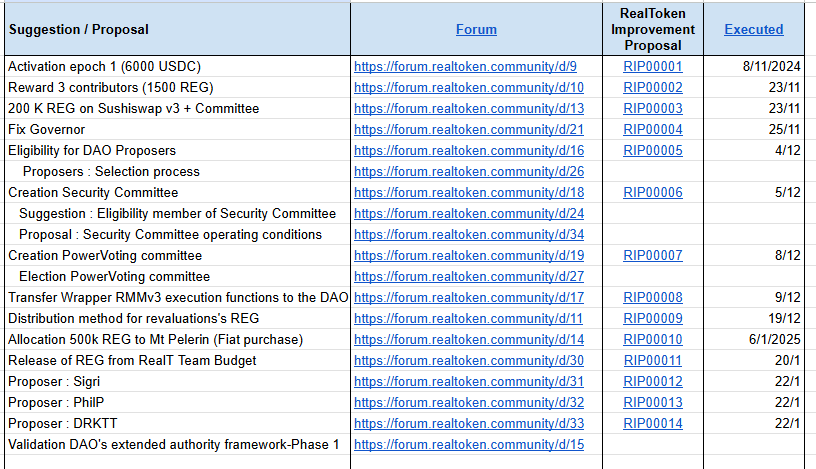 Suggestion / Proposal Forum RealToken Improvement Proposal Executed
Activation epoch 1 (6000 USDC) https://forum.realtoken.community/d/9 RIP00001 8/11/2024
Reward 3 contributors (1500 REG) https://forum.realtoken.community/d/10 RIP00002 23/11
200 K REG on Sushiswap v3 + Committee https://forum.realtoken.community/d/13 RIP00003 23/11
Fix Governor https://forum.realtoken.community/d/21 RIP00004 25/11
Eligibility for DAO Proposers https://forum.realtoken.community/d/16 RIP00005 4/12
Proposers : Selection process https://forum.realtoken.community/d/26
Creation Security Committee https://forum.realtoken.community/d/18 RIP00006 5/12
Suggestion : Eligibility member of Security Committee https://forum.realtoken.community/d/24
Proposal : Security Committee operating conditions https://forum.realtoken.community/d/34
Creation PowerVoting committee https://forum.realtoken.community/d/19 RIP00007 8/12
Election PowerVoting committee https://forum.realtoken.community/d/27
Transfer Wrapper RMMv3 execution functions to the DAO https://forum.realtoken.community/d/17 RIP00008 9/12
Distribution method for revaluations's REG https://forum.realtoken.community/d/11 RIP00009 19/12
Allocation 500k REG to Mt Pelerin (Fiat purchase) https://forum.realtoken.community/d/14 RIP00010 6/1/2025
Release of REG from RealT Team Budget https://forum.realtoken.community/d/30 RIP00011 20/1
Proposer : Sigri https://forum.realtoken.community/d/31 RIP00012 22/1
Proposer : PhilP https://forum.realtoken.community/d/32 RIP00013 22/1
Proposer : DRKTT https://forum.realtoken.community/d/33 RIP00014 22/1
Validation DAO's extended authority framework-Phase 1 https://forum.realtoken.community/d/15